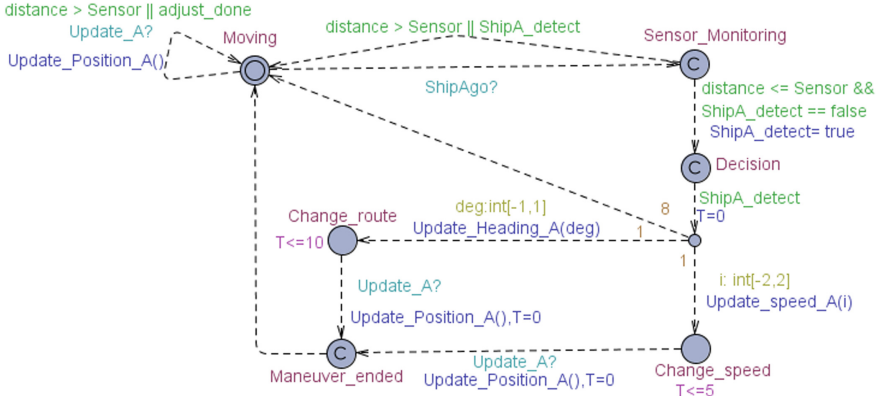 distance > Sensor || adjust_done
Update_A?
Moving
Update_Position_A()
distance > Sensor || ShipA_detect
Sensor_Monitoring
C
ShipAgo?
distance <= Sensor &&
ShipA_detect == false
ShipA_detect= true
C
Decision
ShipA_detect
T=0
8
deg:int[-1,1]
Update_Heading_A(deg)
1
Change_route
T<=10
1
i: int[-2,2]
Update_speed_A(i)
Update_A?
Update_Position_A(),T=0
C
Maneuver_ended
Update_A?
Update_Position_A(),T=0
Change_speed
T<=5